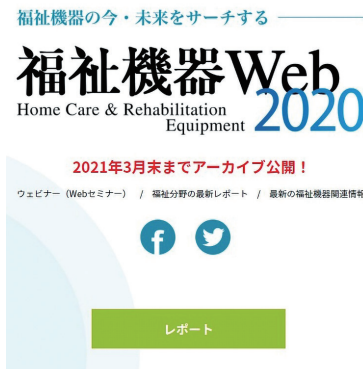 福祉機器の今・未来をサーチする
福祉機器Web
Home Care & Rehabilitation
Equipment 2020
2021年3月末までアーカイブ公開！
ウェビナー（Webセミナー） / 福祉分野の最新レポート / 最新の福祉機器関連情報
レポート